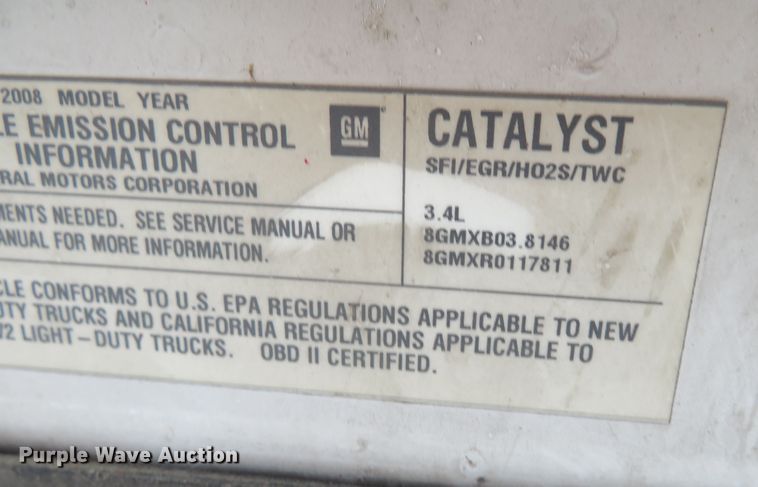 2008 MODEL YEAR
LE EMISSION CONTROL
INFORMATION
RAL MOTORS CORPORATION
GM
MENTS NEEDED. SEE SERVICE MANUAL OR
ANUAL FOR MORE INFORMATION.
CATALYST
SFI/EGR/HO2S/TWC
3.4L
8GMXB03.8146
8GMXR0117811
CLE CONFORMS TO U.S. EPA REGULATIONS APPLICABLE TO NEW
UTY TRUCKS AND CALIFORNIA REGULATIONS APPLICABLE TO
V2 LIGHT-DUTY TRUCKS. OBD II CERTIFIED.
Purple Wave Auction